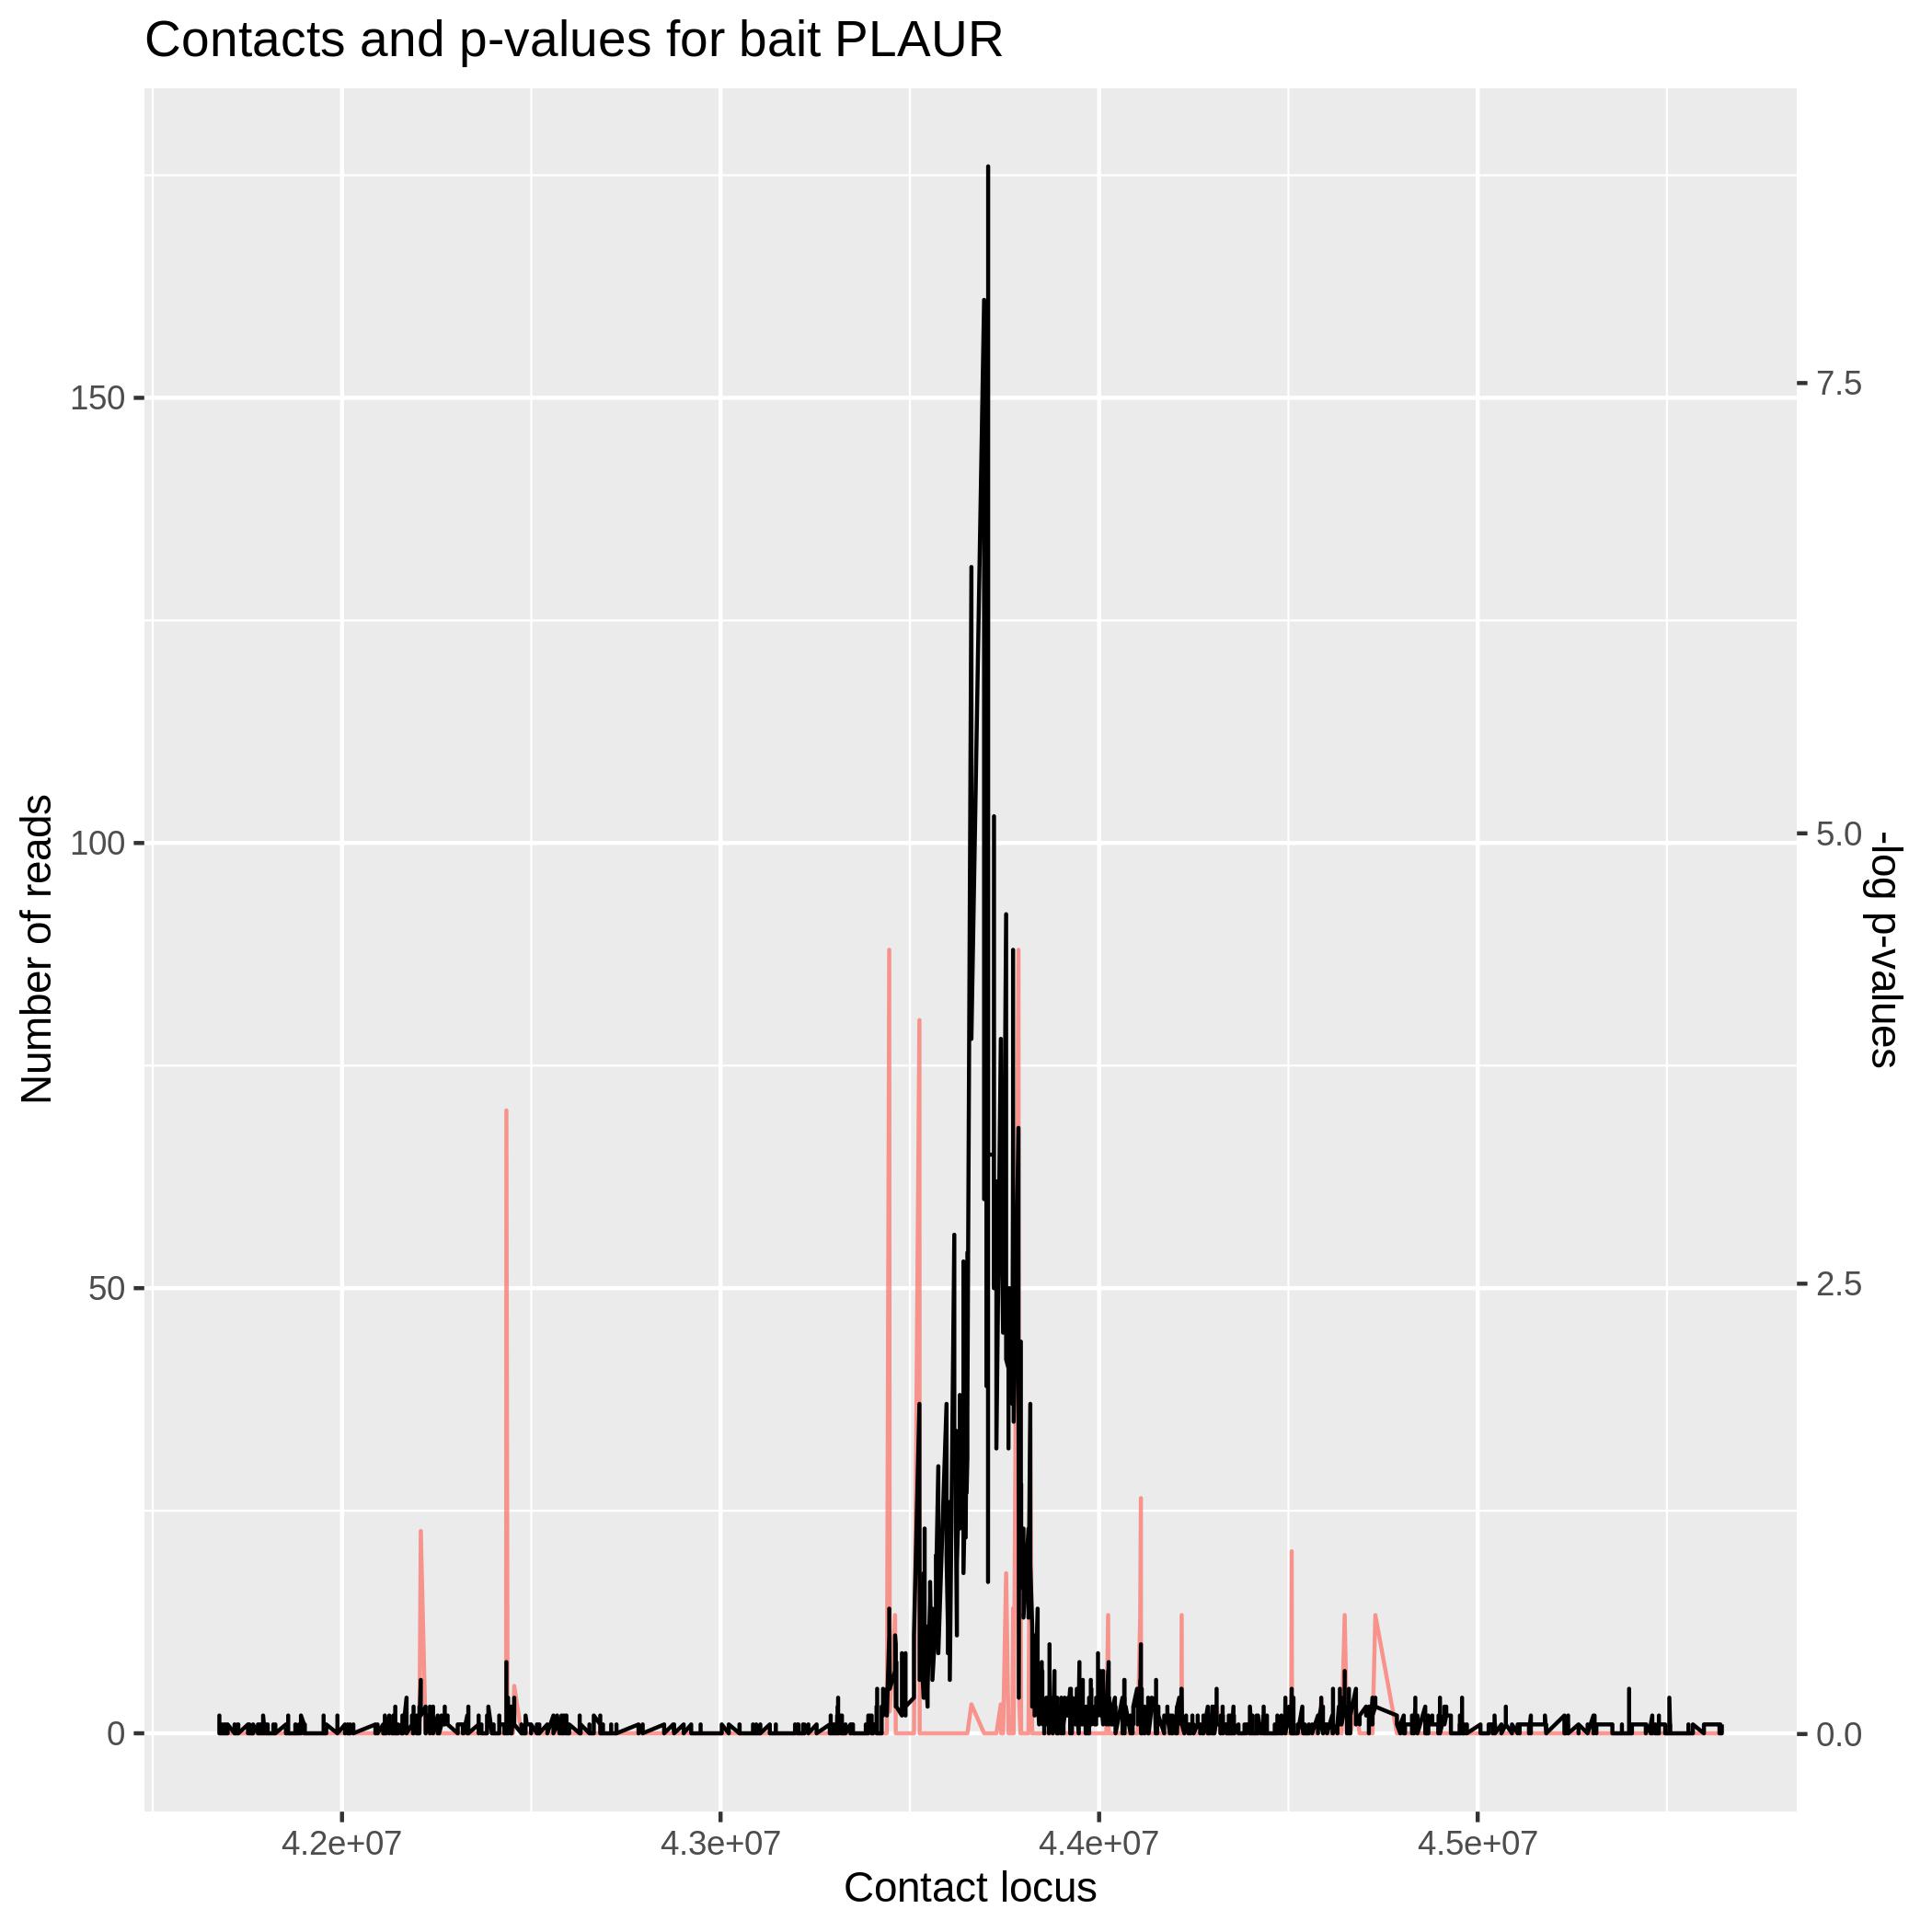 Contacts and p-values for bait PLAUR
Number of reads
150
100
50
0
7.5
5.0
2.5
0.0
-log p-values
4.2e+07
4.3e+07
4.4e+07
4.5e+07
Contact locus